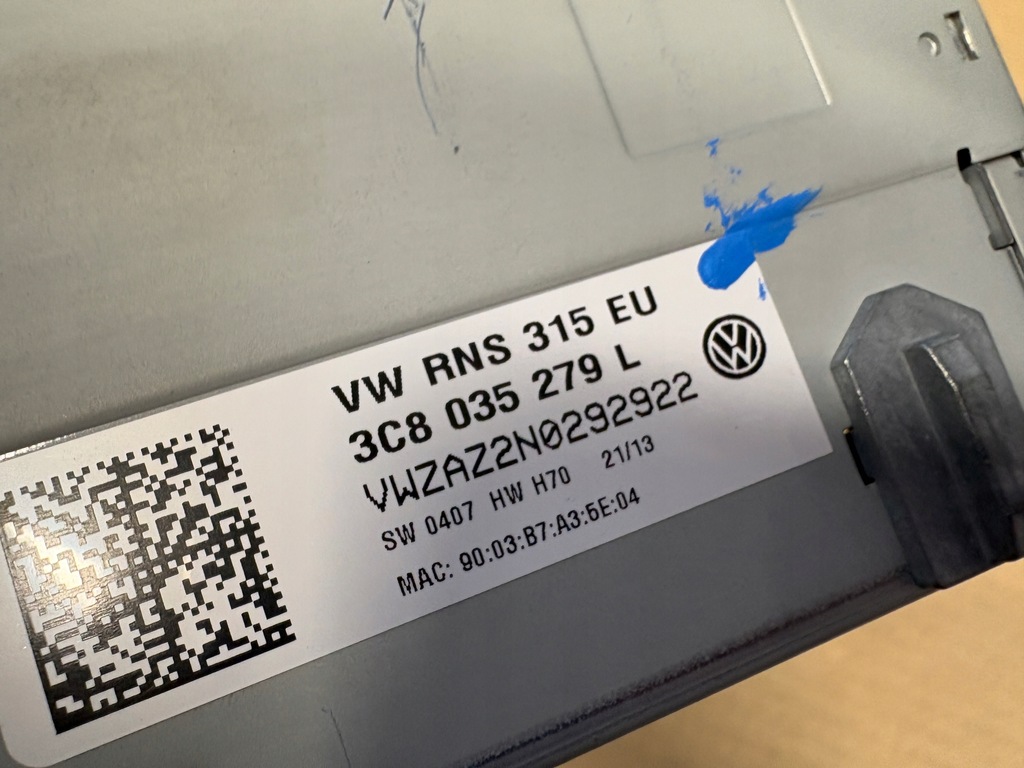 VW RNS 315 EU
3C8 035 279 L
VWZAZ2N0292922
SW 0407 HW H70 21/13
MAC: 90:03:B7:A3:5E:04